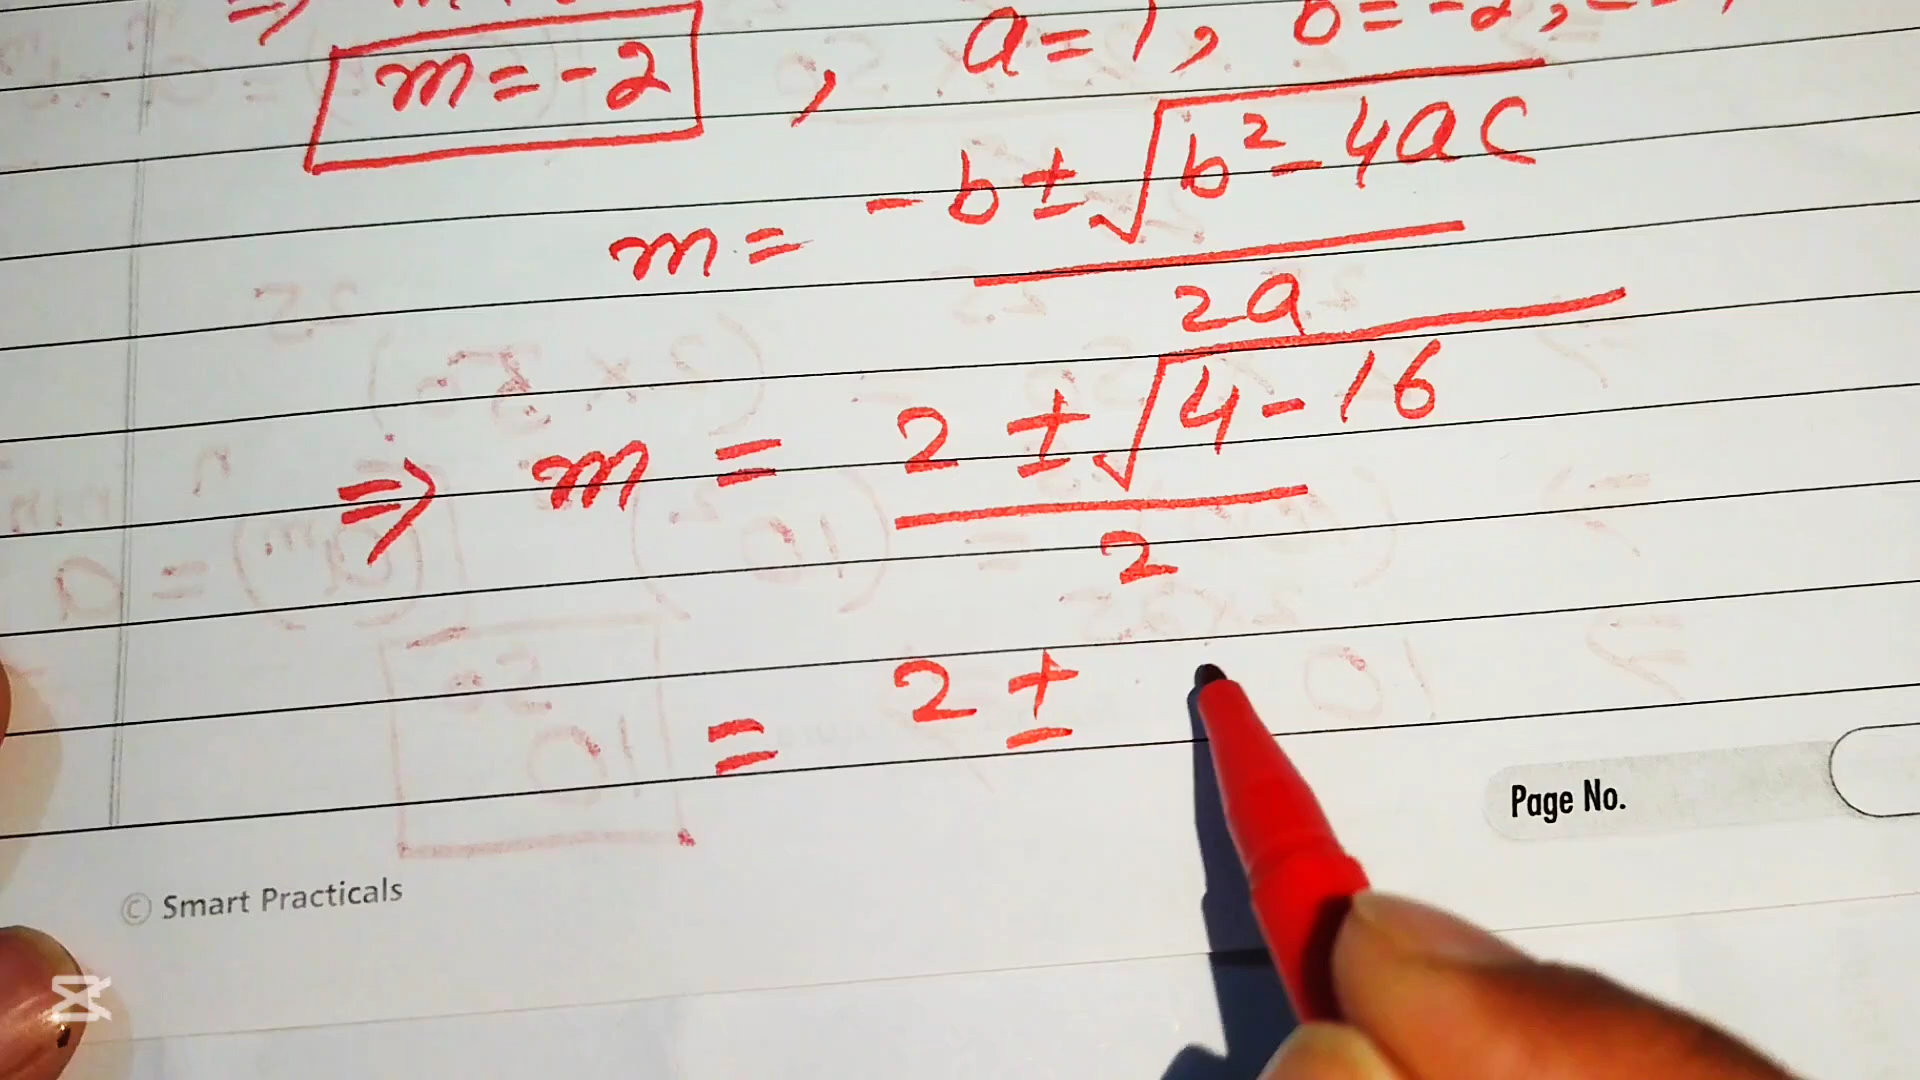 m = -2 , a = 1, b = -2,
m = -b ± √b² - 4ac
2a
⇒ m = 2 ± √4 - 16
2
= 2 ±
Page No.
© Smart Practicals